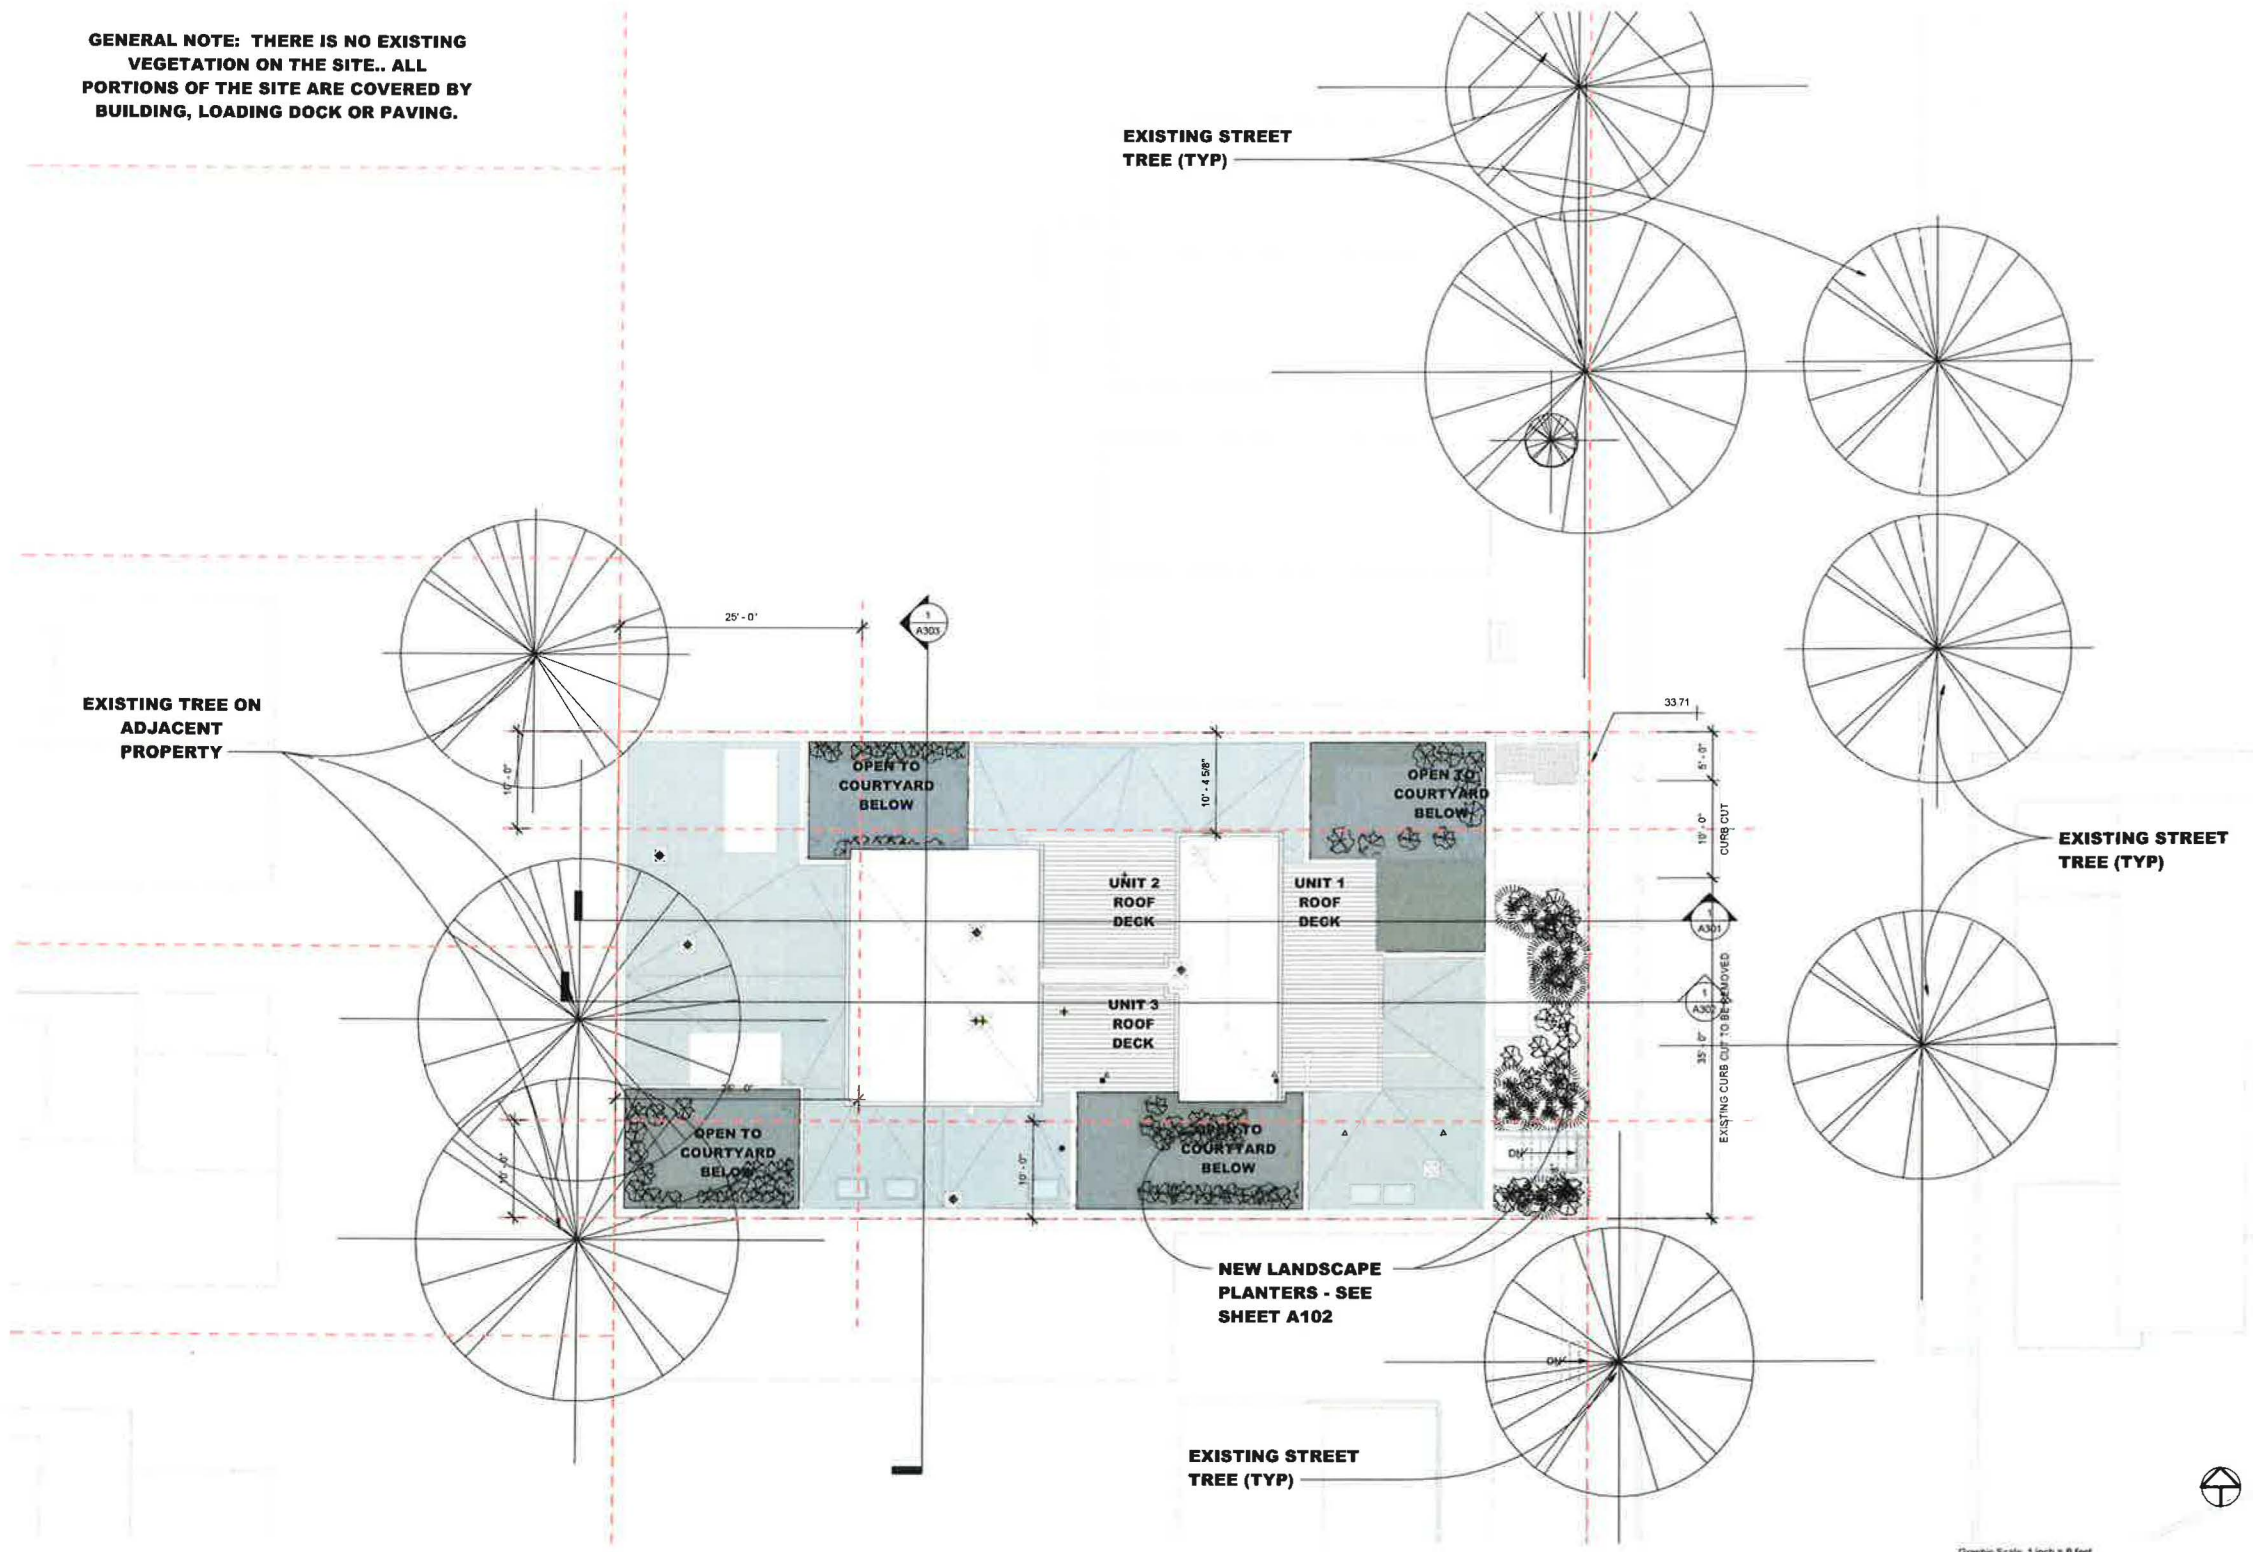 GENERAL NOTE: THERE IS NO EXISTING
VEGETATION ON THE SITE.. ALL
PORTIONS OF THE SITE ARE COVERED BY
BUILDING, LOADING DOCK OR PAVING.
EXISTING STREET
TREE (TYP)
25' - 0"
1
A303
EXISTING TREE ON
ADJACENT
PROPERTY
33.71
10' - 0"
OPEN TO
COURTYARD
BELOW
10' - 4 5/8"
OPEN TO
COURTYARD
BELOW
5' - 0"
10' - 0"
CURB CUT
EXISTING STREET
TREE (TYP)
UNIT 2
ROOF
DECK
UNIT 1
ROOF
DECK
1
A301
UNIT 3
ROOF
DECK
1
A302
35' - 0"
EXISTING CURB CUT TO BE REMOVED
25' - 0"
10' - 0"
OPEN TO
COURTYARD
BELOW
10' - 0"
OPEN TO
COURTYARD
BELOW
DN
NEW LANDSCAPE
PLANTERS - SEE
SHEET A102
DN
EXISTING STREET
TREE (TYP)